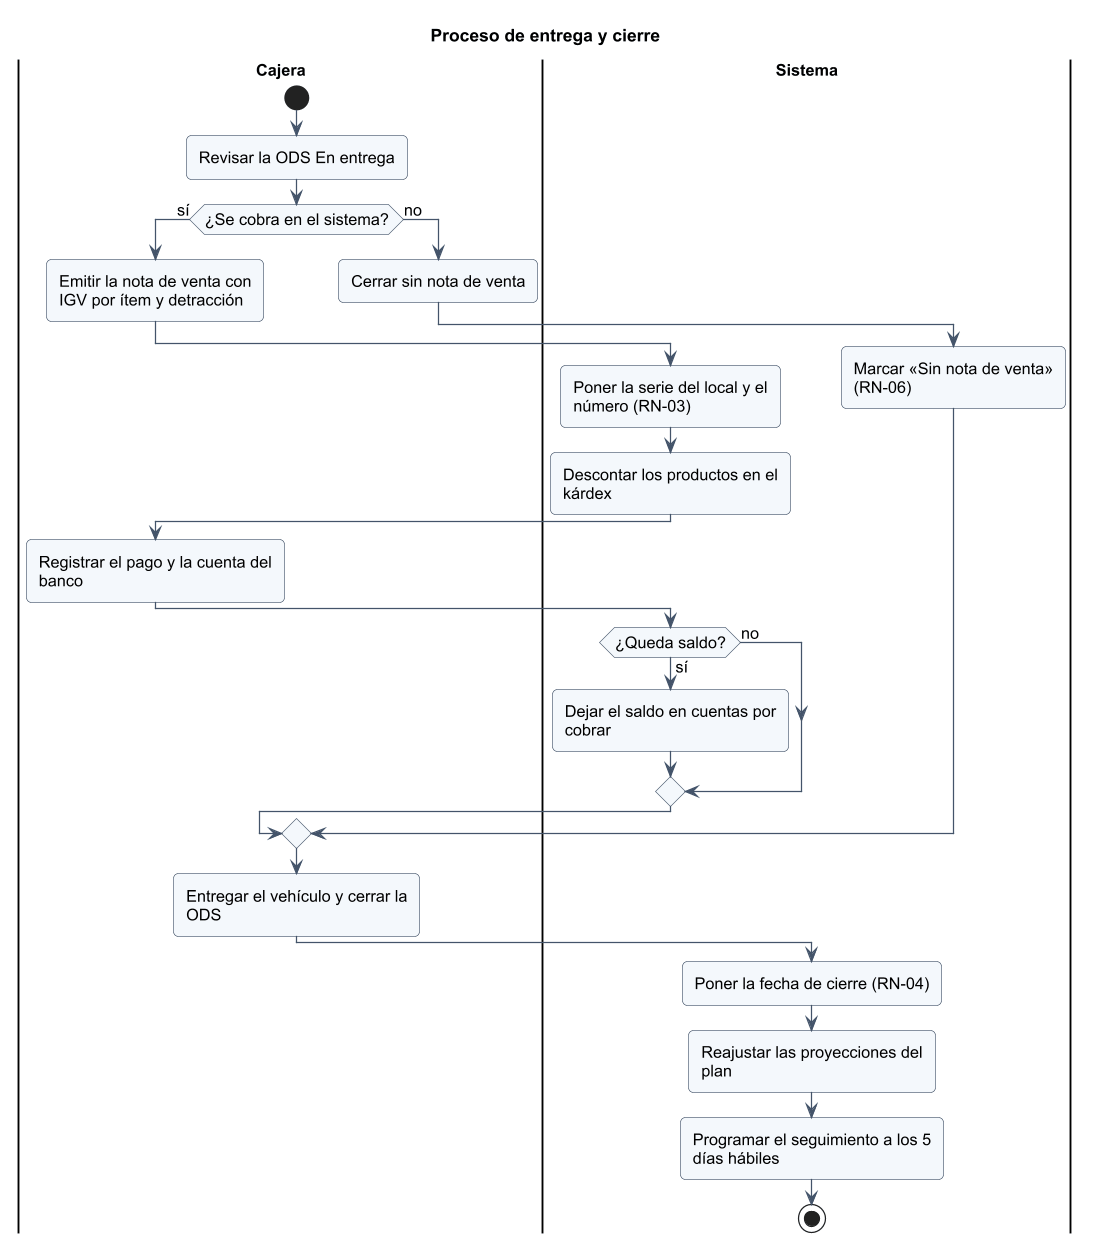 Proceso de entrega y cierre
Cajera
Sistema
Revisar la ODS En entrega
¿Se cobra en el sistema?
sí
no
Emitir la nota de venta con
IGV por ítem y detracción
Cerrar sin nota de venta
Marcar «Sin nota de venta»
(RN-06)
Poner la serie del local y el
número (RN-03)
Descontar los productos en el
kárdex
Registrar el pago y la cuenta del
banco
¿Queda saldo?
no
sí
Dejar el saldo en cuentas por
cobrar
Entregar el vehículo y cerrar la
ODS
Poner la fecha de cierre (RN-04)
Reajustar las proyecciones del
plan
Programar el seguimiento a los 5
días hábiles